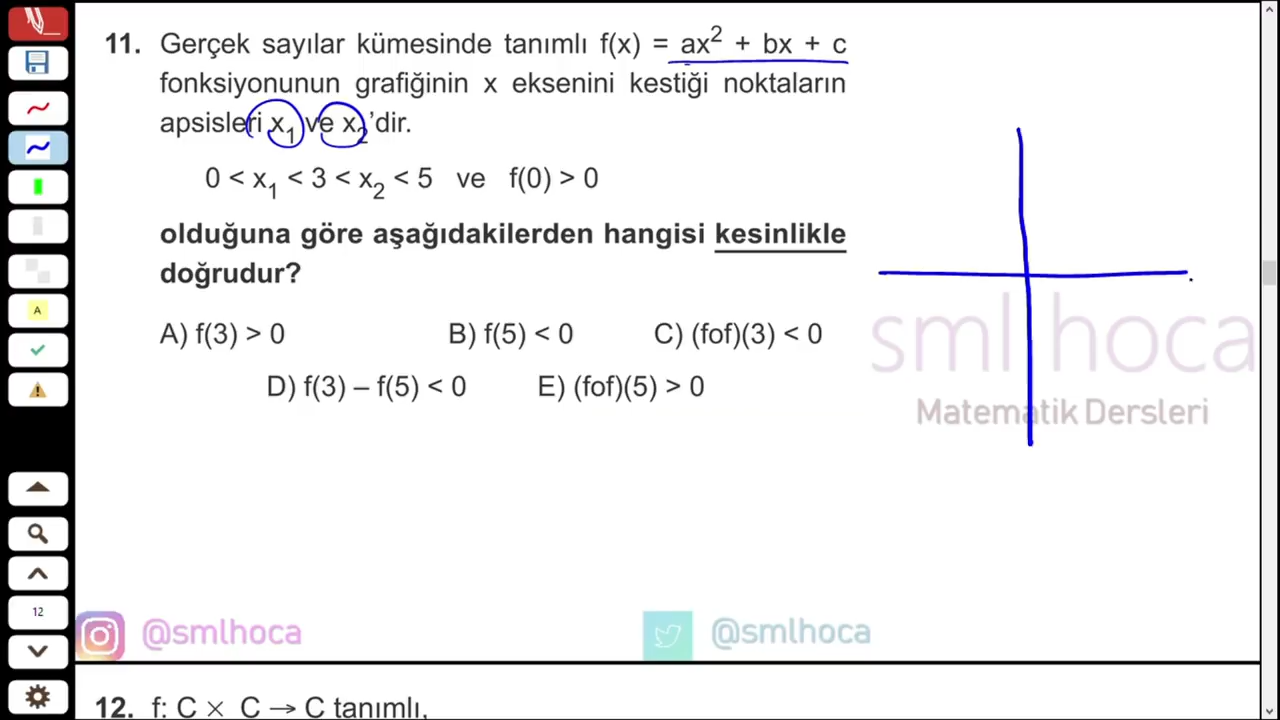 11. Gerçek sayılar kümesinde tanımlı f(x) = ax² + bx + c
fonksiyonunun grafiğinin x eksenini kestiği noktaların
apsisleri x₁ ve x₂'dir.
0 < x₁ < 3 < x₂ < 5 ve f(0) > 0
olduğuna göre aşağıdakilerden hangisi kesinlikle
doğrudur?
A) f(3) > 0 B) f(5) < 0 C) (fof)(3) < 0
D) f(3) – f(5) < 0 E) (fof)(5) > 0
sml hoca
Matematik Dersleri
A
12
@smlhoca @smlhoca
12. f: C × C → C tanımlı,